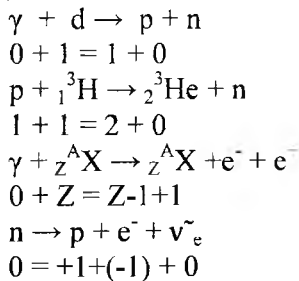 γ + d → p + n
0 + 1 = 1 + 0
p + ₁³H → ₂³He + n
1 + 1 = 2 + 0
γ + zᴬX → zᴬX +e⁻ + e⁻
0 + Z = Z-1+1
n → p + e⁻ + ν˜ₑ
0 = +1+(-1) + 0